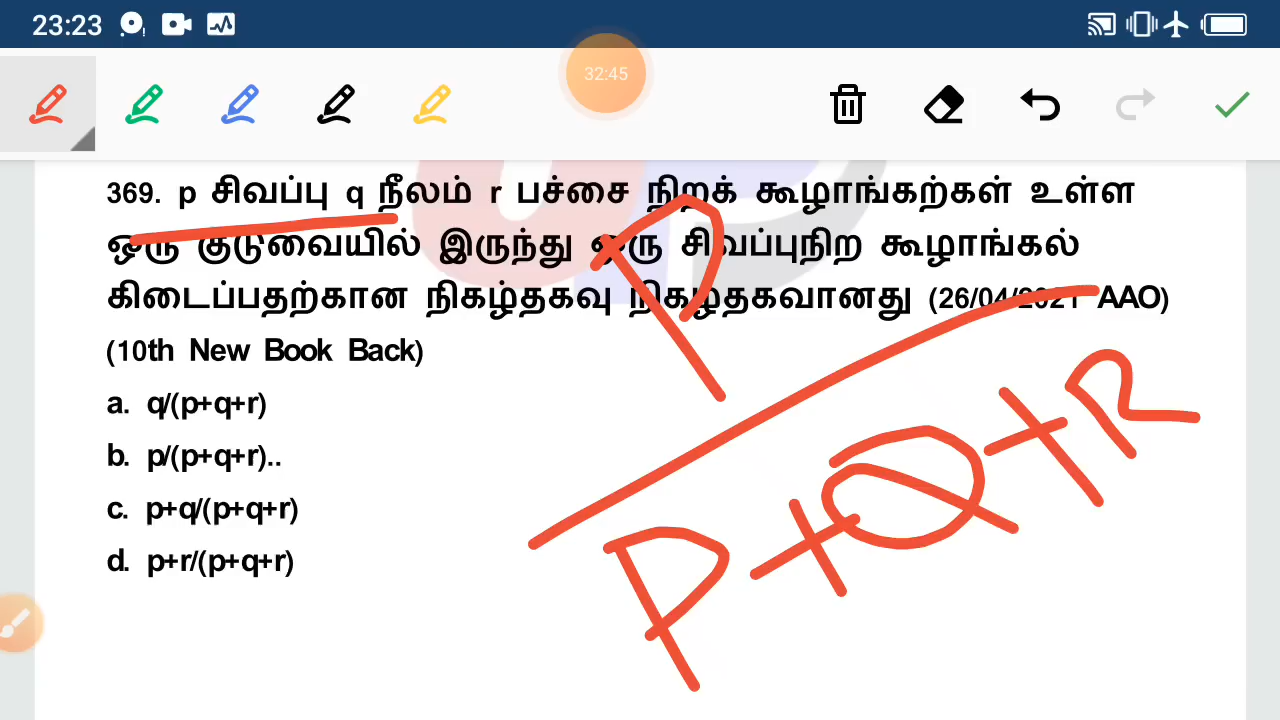 23:23
32:45
369. p சிவப்பு q நீலம் r பச்சை நிறக் கூழாங்கற்கள் உள்ள
ஒரு குடுவையில் இருந்து ஒரு சிவப்புநிற கூழாங்கல்
கிடைப்பதற்கான நிகழ்தகவு நிகழ்தகவானது (26/04/2021 AAO)
(10th New Book Back)
a. q/(p+q+r)
b. p/(p+q+r)..
c. p+q/(p+q+r)
d. p+r/(p+q+r)
P
P+Q+R